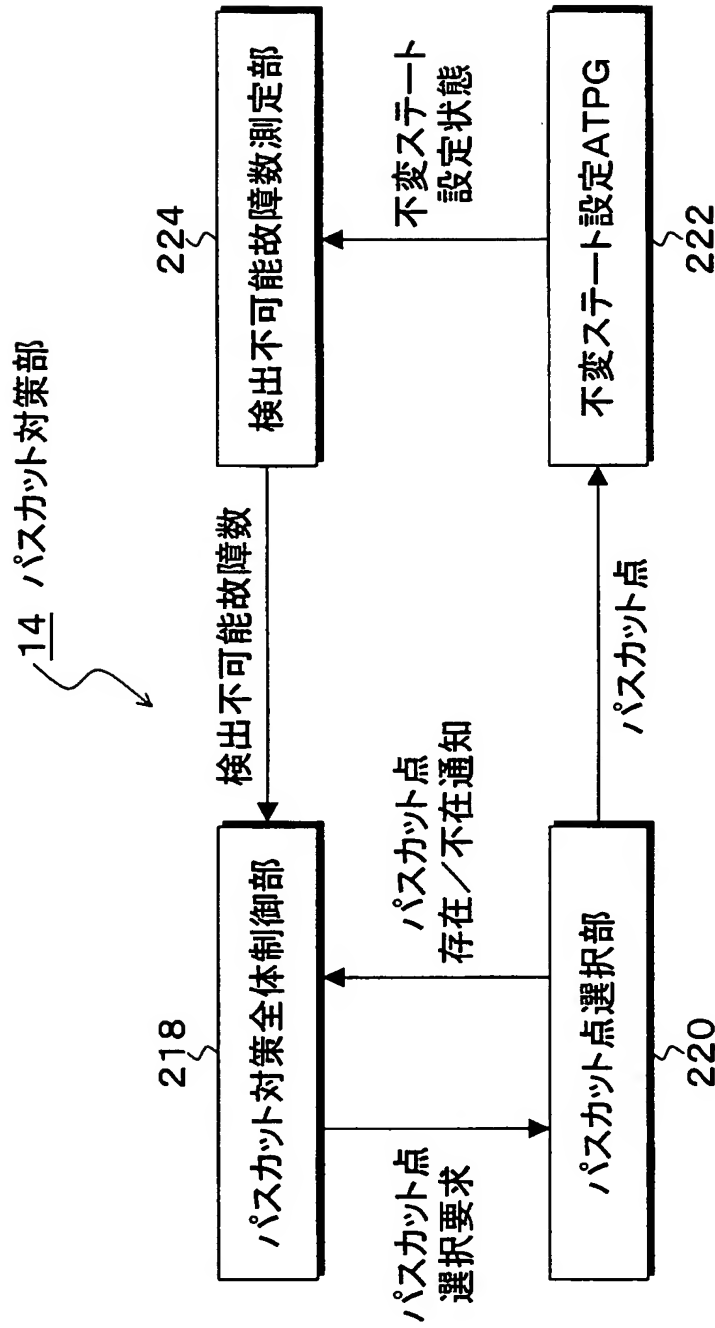 14 パスカット対策部
218
パスカット対策全体制御部
検出不可能故障数
224
検出不可能故障数測定部
パスカット点
選択要求
パスカット点
存在／不在通知
不変ステート
設定状態
パスカット点選択部
220
パスカット点
不変ステート設定ATPG
222